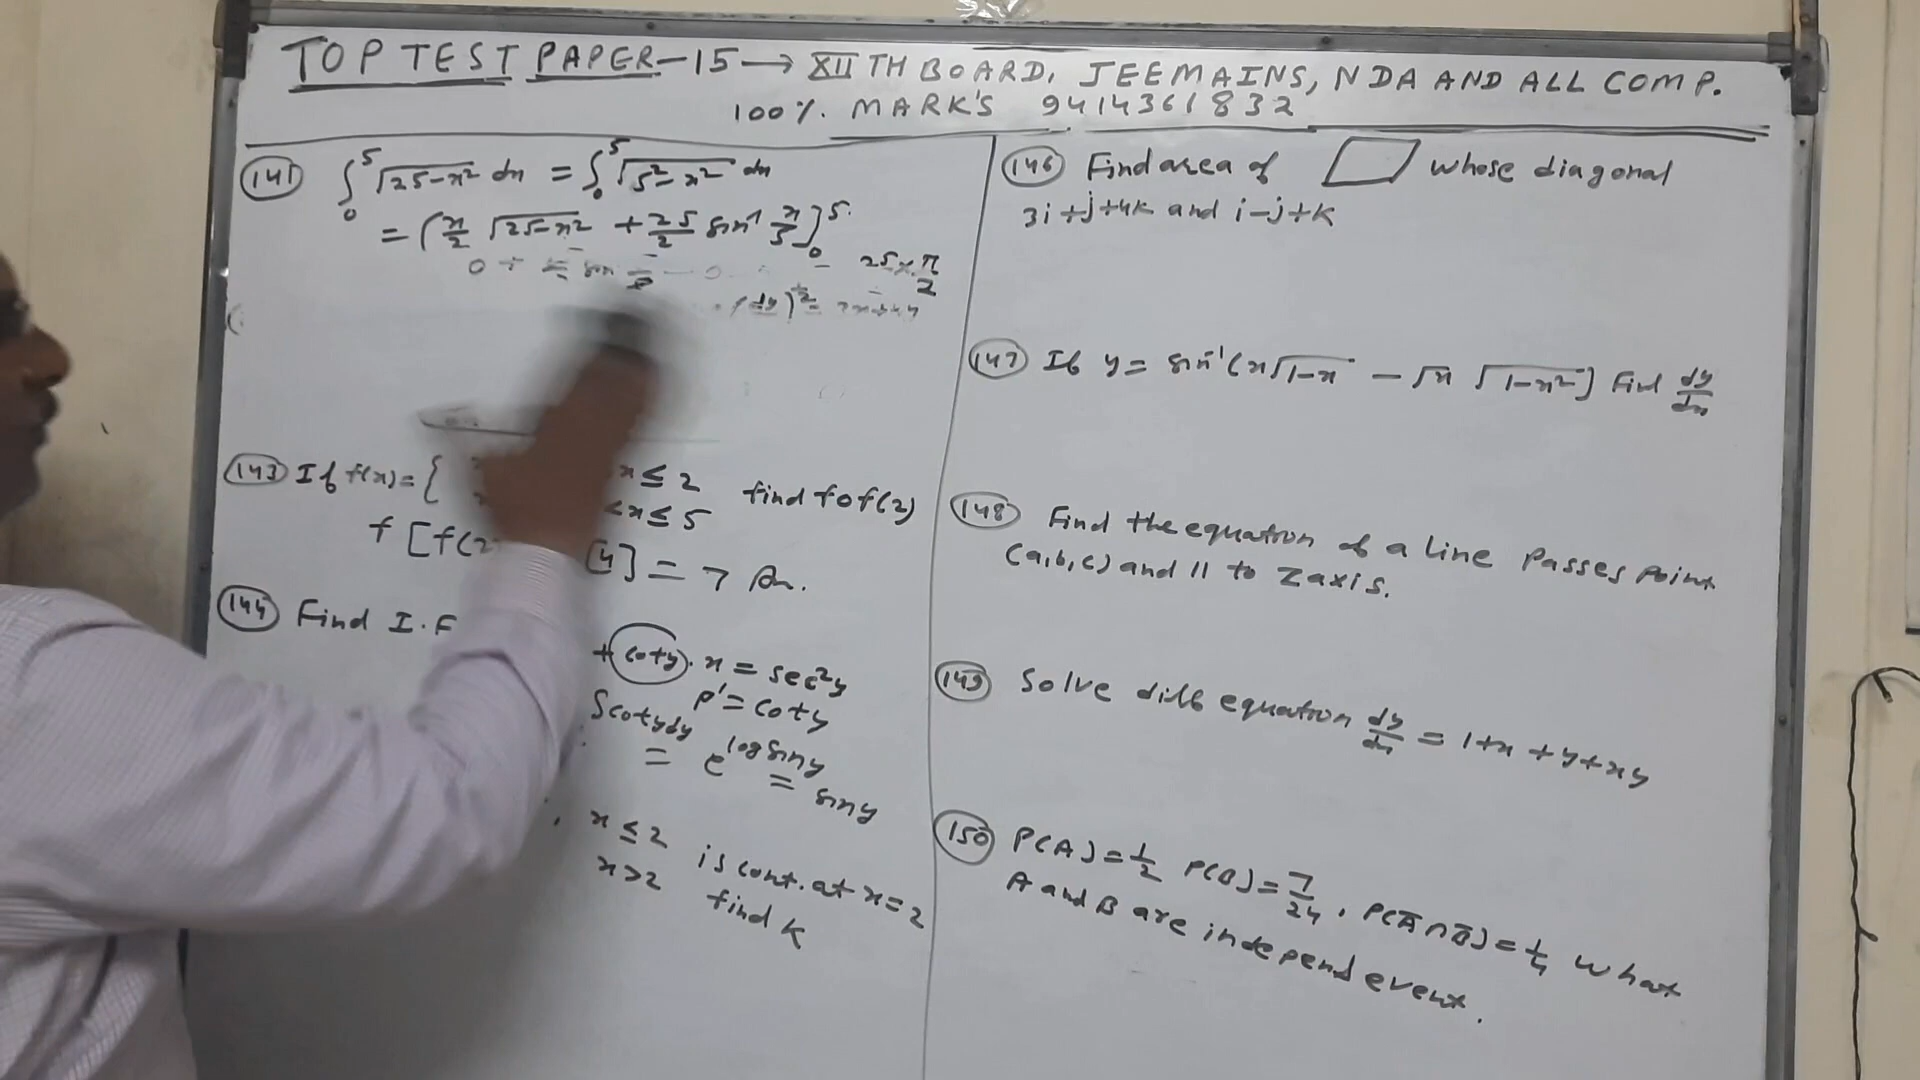 TOP TEST PAPER-15→ XII TH BOARD, JEEMAINS, NDA AND ALL COMP.
100%. MARK'S 9414361832
(141) ∫₀⁵ √25-x² dx = ∫₀⁵ √5²-x² dx
= (x/2 √25-x² + 25/2 sin⁻¹ x/5]₀⁵
25 × π/2
(143) If f(x)= { x ≤ 2 find fof(2)
<x≤ 5
f [f(2 [4] = 7 An.
(144) Find I.F
+ coty. x = sec²y
p' = coty
∫cotydy
= e^logsiny
= siny
x ≤ 2 is cont. at x=2
x>2 find k
(146) Find area of ▱ whose diagonal
3i+j+4k and i-j+k
(147) If y = sin⁻¹(x√1-x - √x √1-x²] Find dy/dx
(148) Find the equation of a line passes point
(a,b,c) and || to z axis.
(149) Solve diff equation dy/dx = 1+x+y+xy
(150) P(A)=1/2 P(B)=7/24, P(A̅∩B̅)=1/4 what
A and B are independ event.